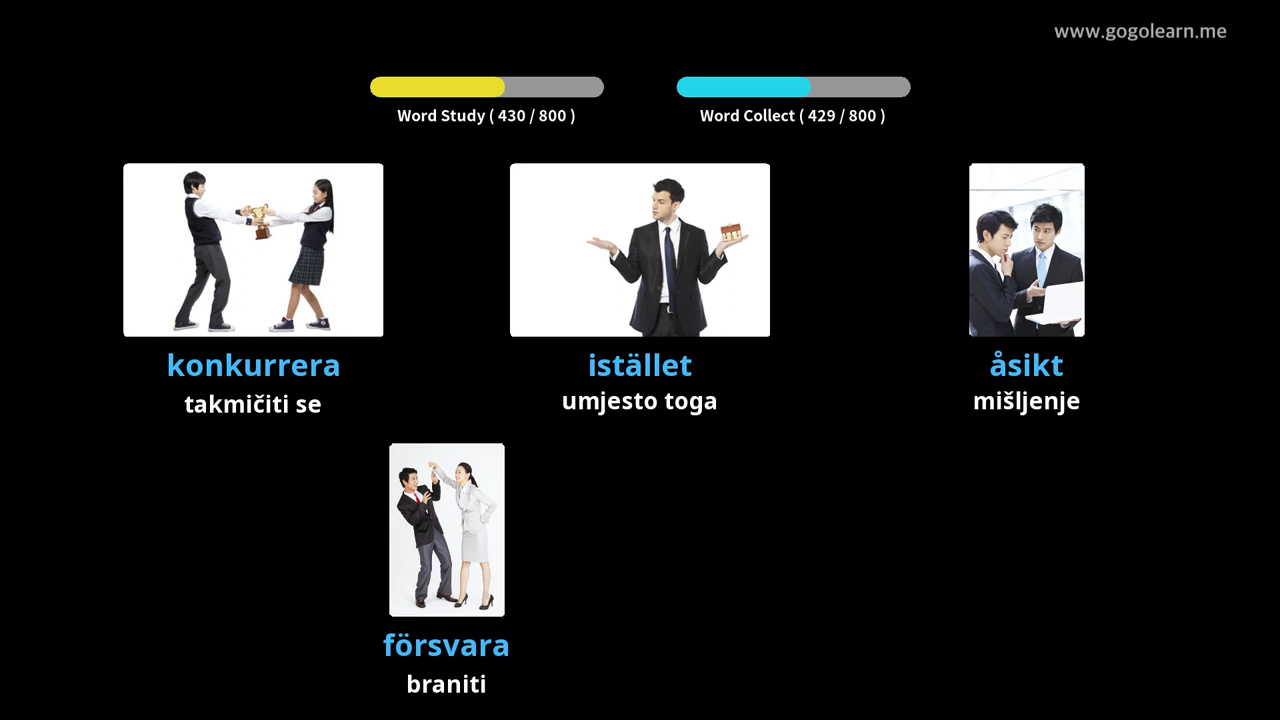 www.gogolearn.me
Word Study ( 430 / 800 )
Word Collect ( 429 / 800 )
konkurrera
takmičiti se
istället
umjesto toga
åsikt
mišljenje
försvara
braniti